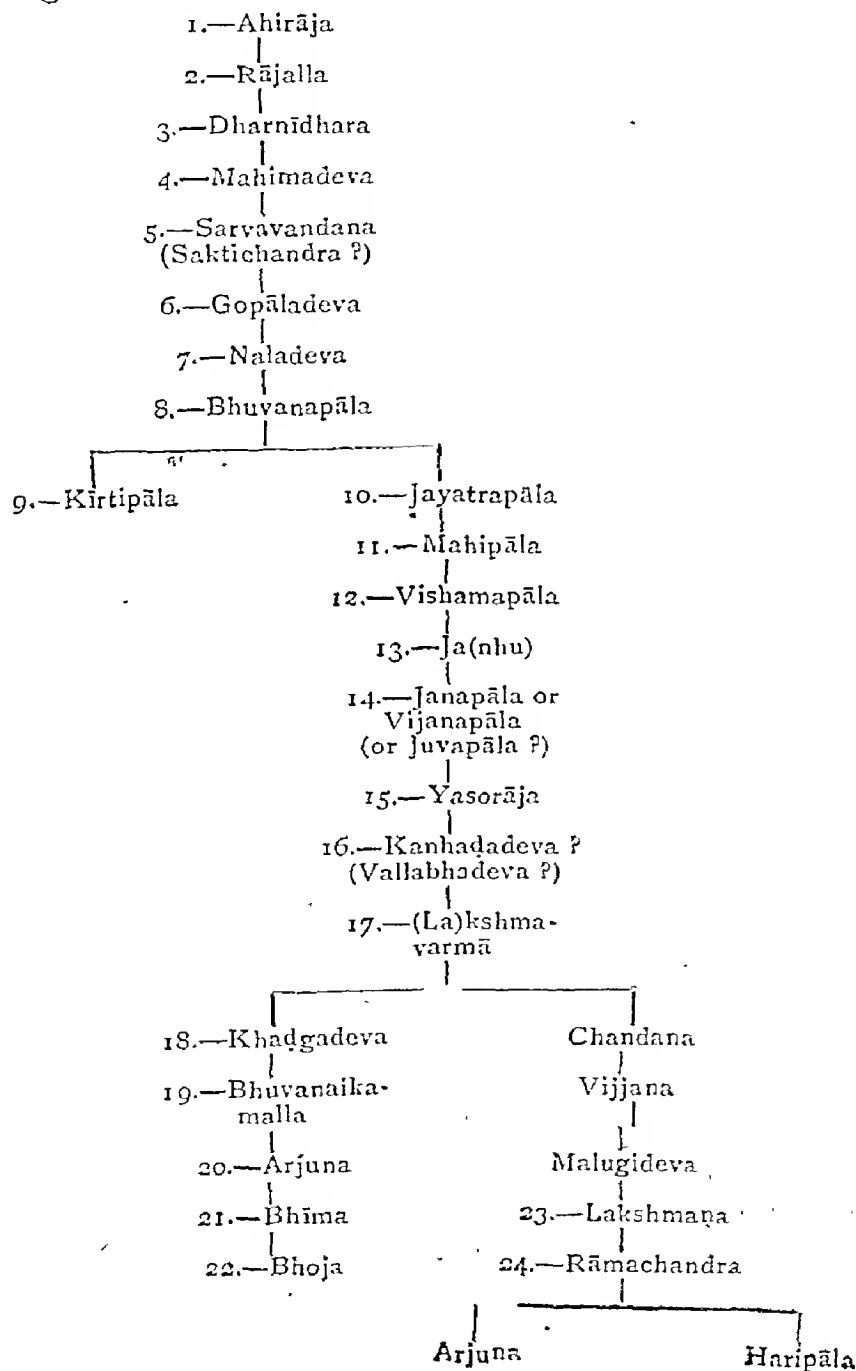 1.—Ahirāja
2.—Rājalla
3.—Dharnīdhara
4.—Mahimadeva
5.—Sarvavandana
(Saktichandra ?)
6.—Gopāladeva
7.—Naladeva
8.—Bhuvanapāla
9.—Kīrtipāla 10.—Jayatrapāla
11.—Mahipāla
12.—Vishamapāla
13.—Ja(nhu)
14.—Janapāla or
Vijanapāla
(or Juvapāla ?)
15.—Yasorāja
16.—Kanhaḍadeva ?
(Vallabhadeva ?)
17.—(La)kshma-
varmā
18.—Khaḍgadeva Chandana
19.—Bhuvanaika- Vijjana
malla
20.—Arjuna Malugideva
21.—Bhīma 23.—Lakshmaṇa
22.—Bhoja 24.—Rāmachandra
Arjuna Haripāla